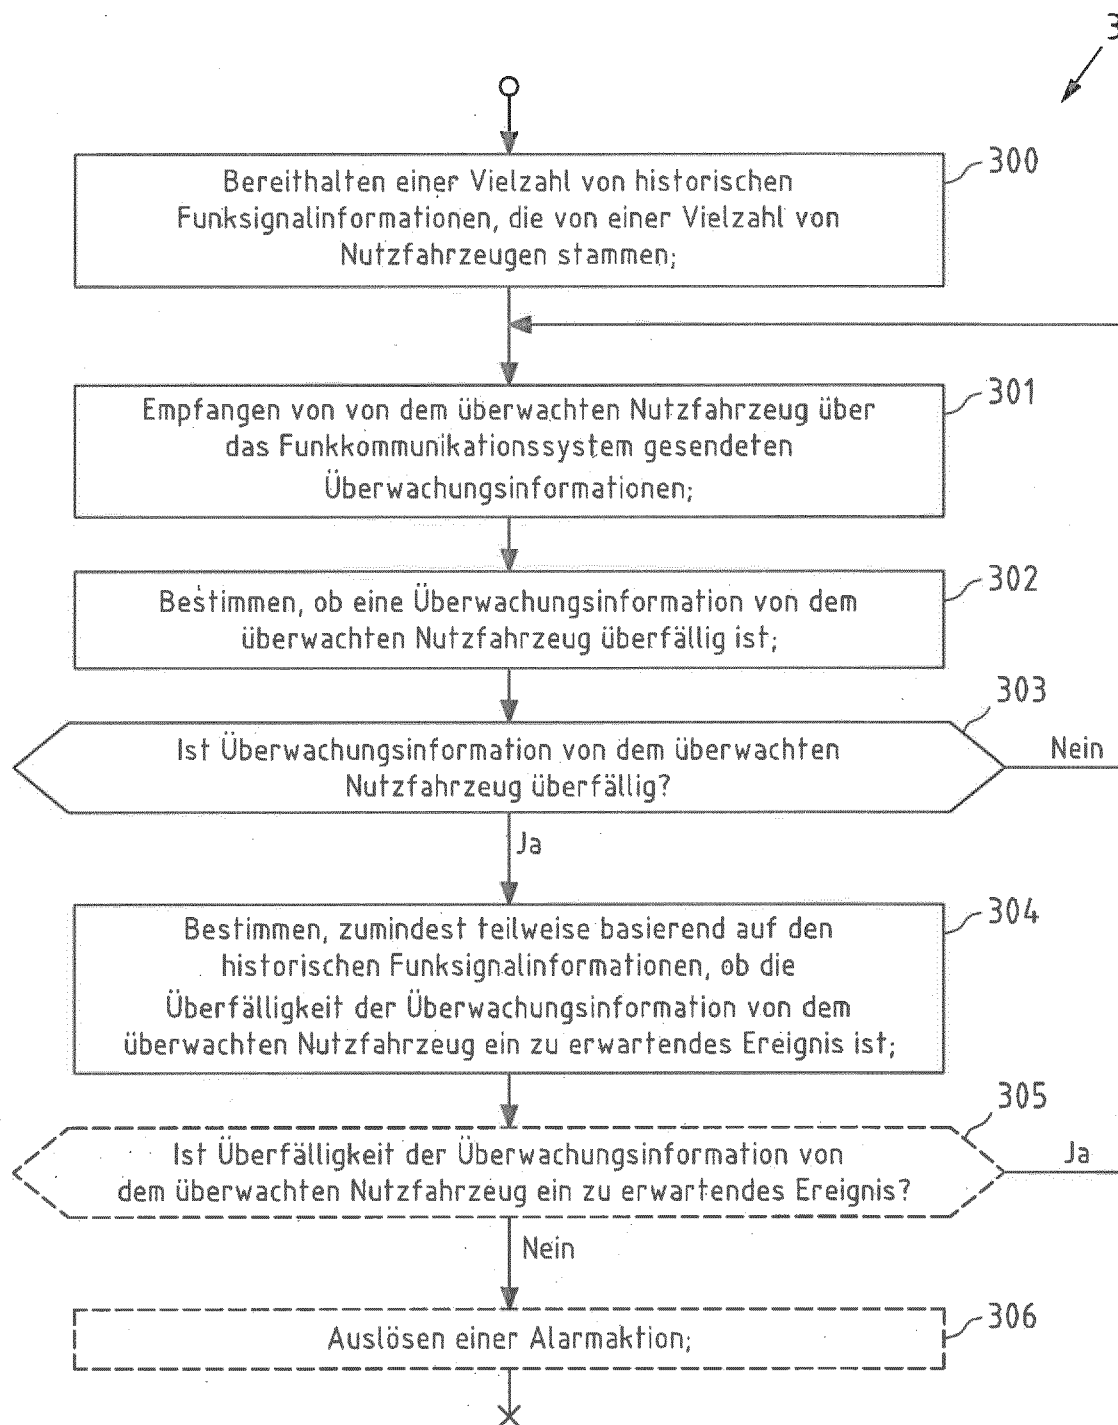 3
300
Bereithalten einer Vielzahl von historischen
Funksignalinformationen, die von einer Vielzahl von
Nutzfahrzeugen stammen;
301
Empfangen von von dem überwachten Nutzfahrzeug über
das Funkkommunikationssystem gesendeten
Überwachungsinformationen;
302
Bestimmen, ob eine Überwachungsinformation von dem
überwachten Nutzfahrzeug überfällig ist;
303
Ist Überwachungsinformation von dem überwachten
Nutzfahrzeug überfällig?
Nein
Ja
304
Bestimmen, zumindest teilweise basierend auf den
historischen Funksignalinformationen, ob die
Überfälligkeit der Überwachungsinformation von dem
überwachten Nutzfahrzeug ein zu erwartendes Ereignis ist;
305
Ist Überfälligkeit der Überwachungsinformation von
dem überwachten Nutzfahrzeug ein zu erwartendes Ereignis?
Ja
Nein
306
Auslösen einer Alarmaktion;